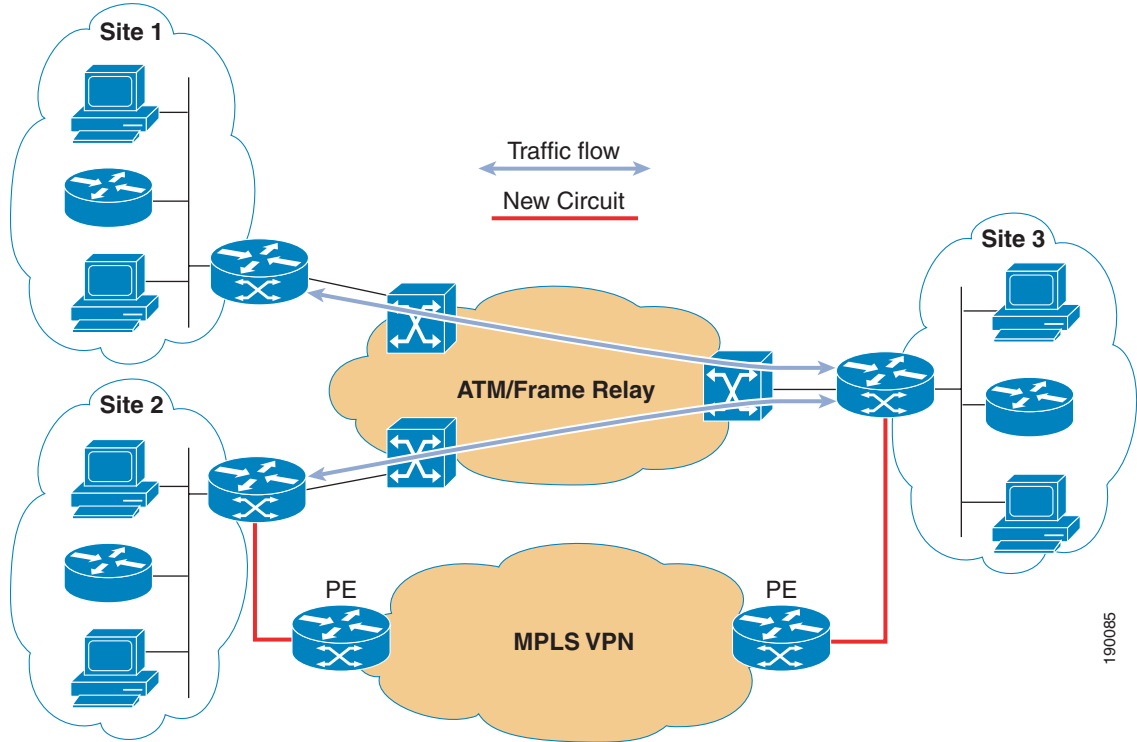 Site 1
Traffic flow
New Circuit
Site 3
ATM/Frame Relay
Site 2
PE
PE
MPLS VPN
190085